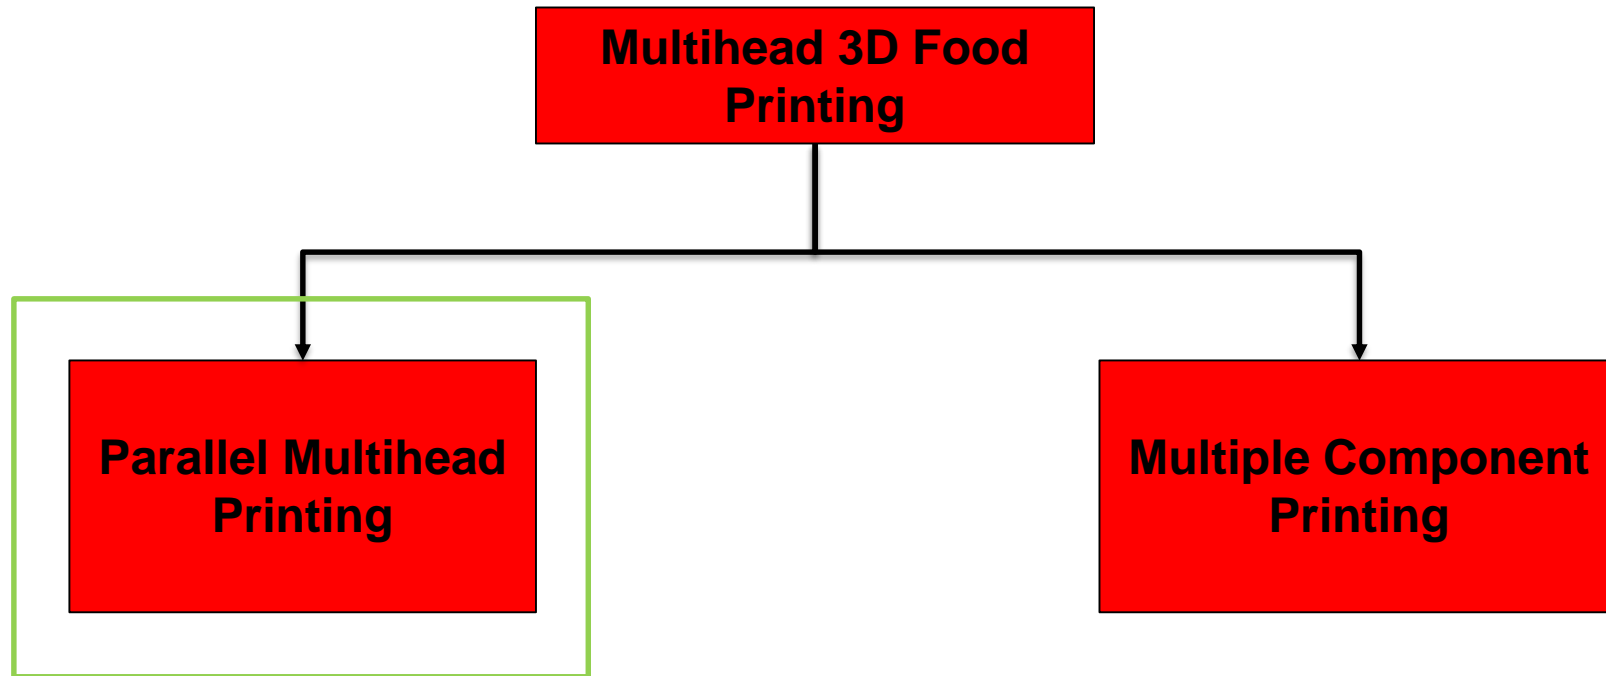 Multihead 3D Food
Printing
Parallel Multihead
Printing
Multiple Component
Printing